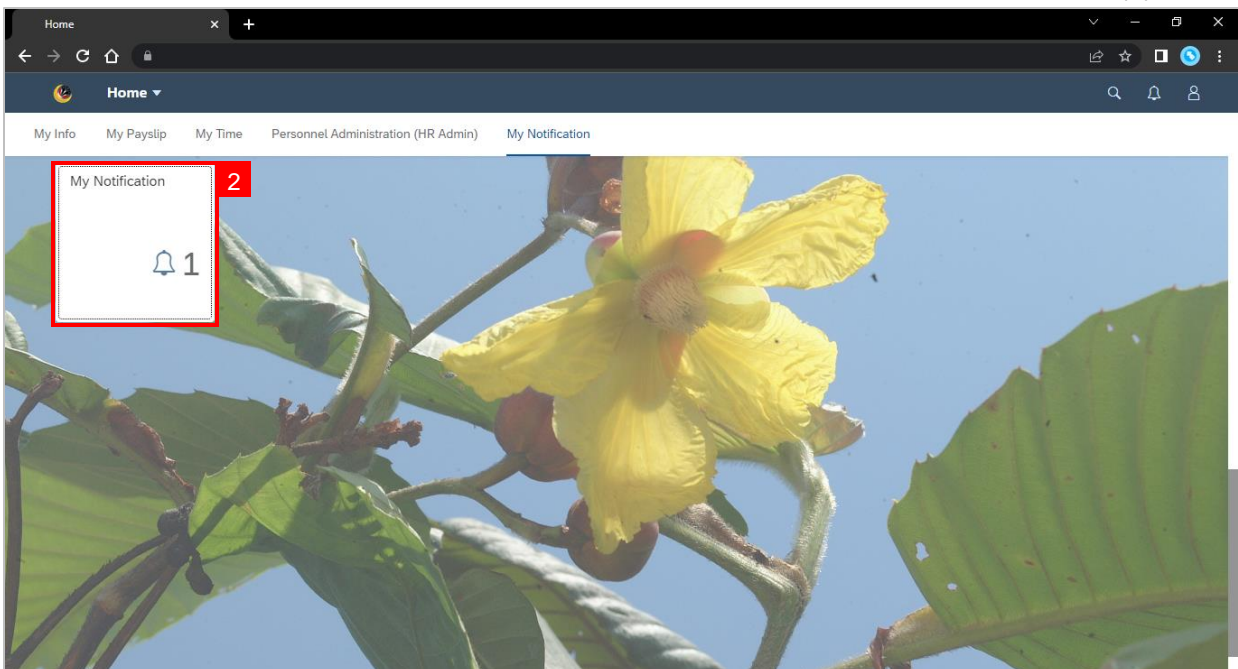 Home
Home
My Info My Payslip My Time Personnel Administration (HR Admin) My Notification
My Notification 2
1